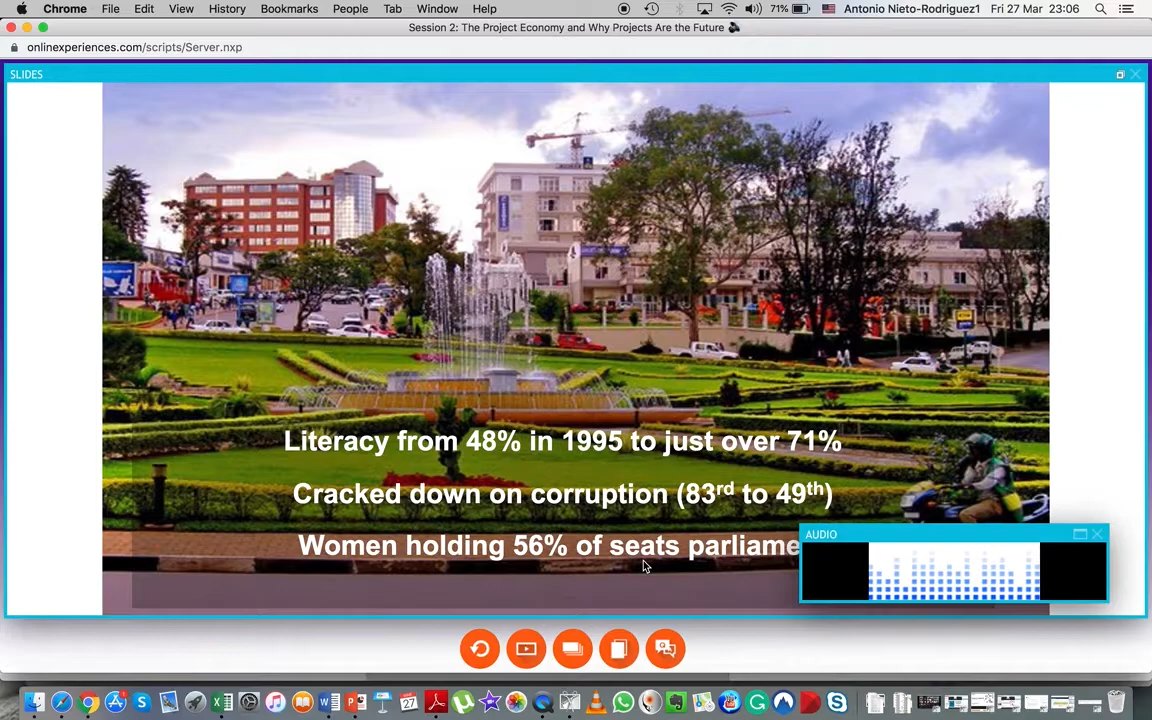 Chrome File Edit View History Bookmarks People Tab Window Help 71% Antonio Nieto-Rodriguez1 Fri 27 Mar 23:06
Session 2: The Project Economy and Why Projects Are the Future
onlinexperiences.com/scripts/Server.nxp
SLIDES
Literacy from 48% in 1995 to just over 71%
Cracked down on corruption (83rd to 49th)
Women holding 56% of seats parliame
AUDIO